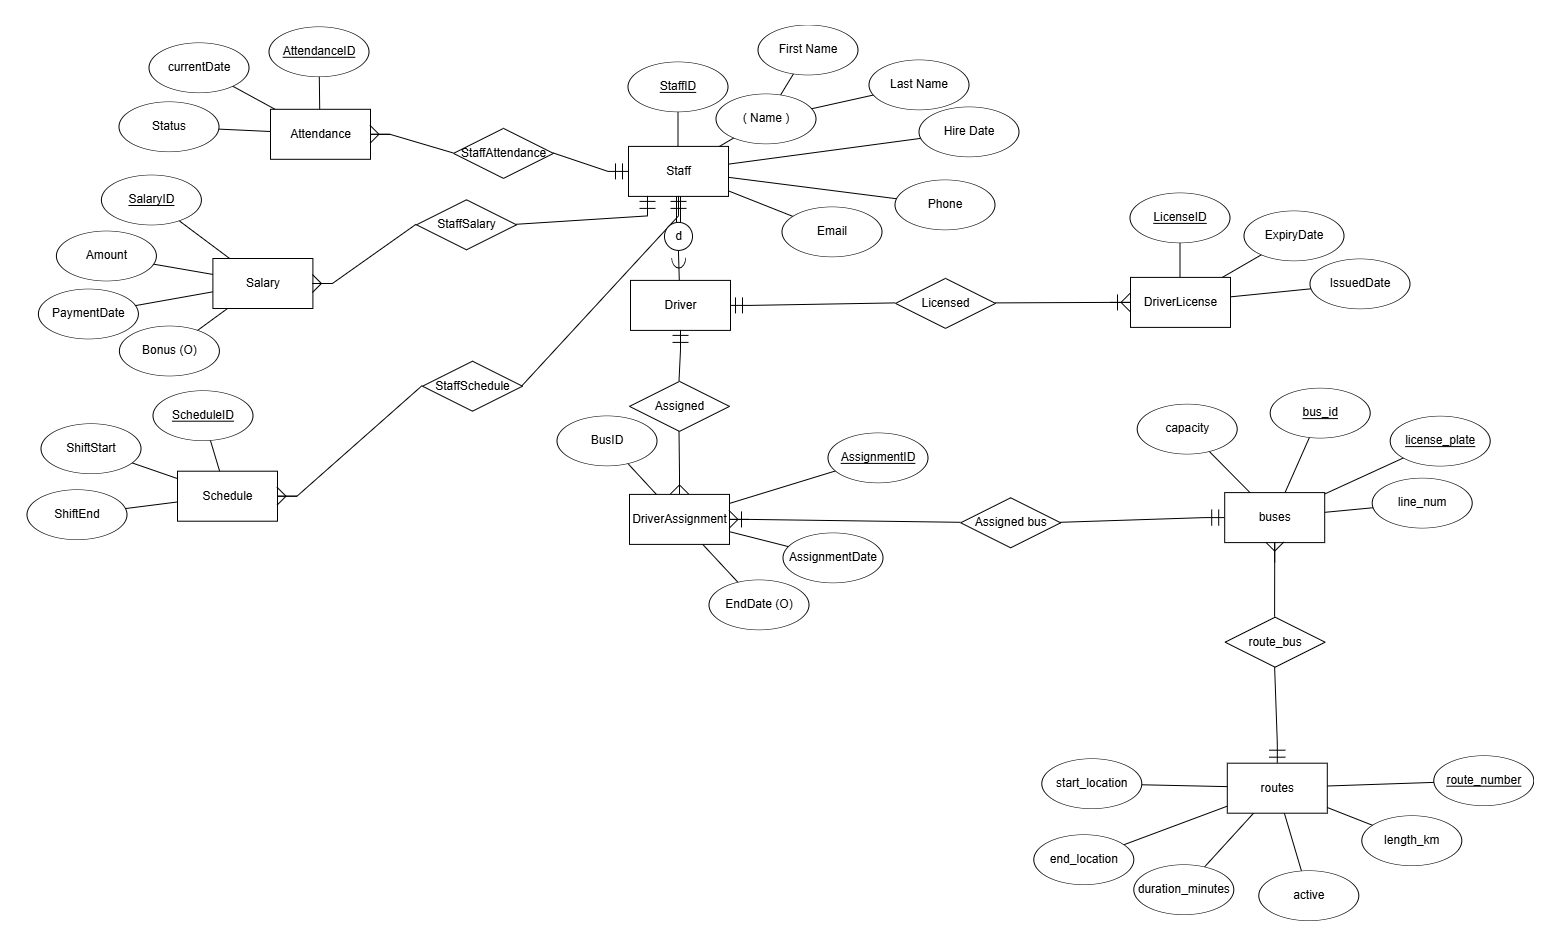 AttendanceID
currentDate
Status
Attendance
StaffAttendance
First Name
Last Name
StaffID
( Name )
Hire Date
Staff
Phone
Email
d
SalaryID
Amount
PaymentDate
Bonus (O)
Salary
StaffSalary
Driver
Licensed
LicenseID
ExpiryDate
IssuedDate
DriverLicense
StaffSchedule
ScheduleID
ShiftStart
ShiftEnd
Schedule
Assigned
BusID
AssignmentID
DriverAssignment
AssignmentDate
EndDate (O)
Assigned bus
capacity
bus_id
license_plate
line_num
buses
route_bus
start_location
routes
route_number
end_location
duration_minutes
active
length_km